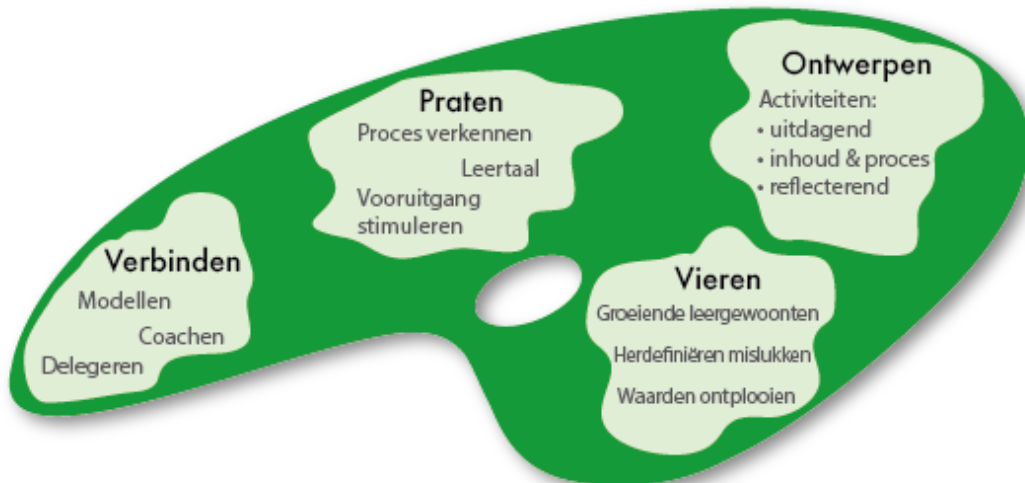 Verbinden
Modellen
Coachen
Delegeren
Praten
Proces verkennen
Leertaal
Vooruitgang
stimuleren
Ontwerpen
Activiteiten:
• uitdagend
• inhoud & proces
• reflecterend
Vieren
Groeiende leergewoonten
Herdefiniëren mislukken
Waarden ontplooien